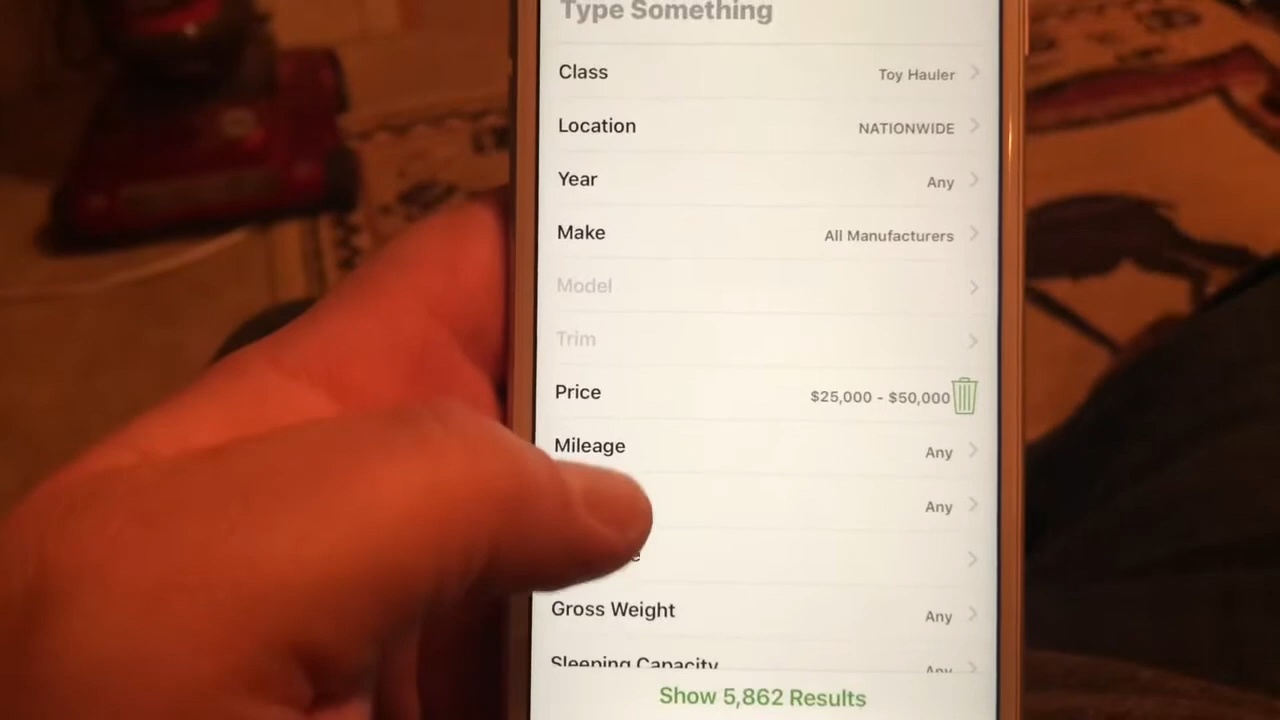 Type Something
Class Toy Hauler
Location NATIONWIDE
Year Any
Make All Manufacturers
Model
Trim
Price $25,000 - $50,000
Mileage Any
Any
Gross Weight Any
Sleeping Capacity Any
Show 5,862 Results